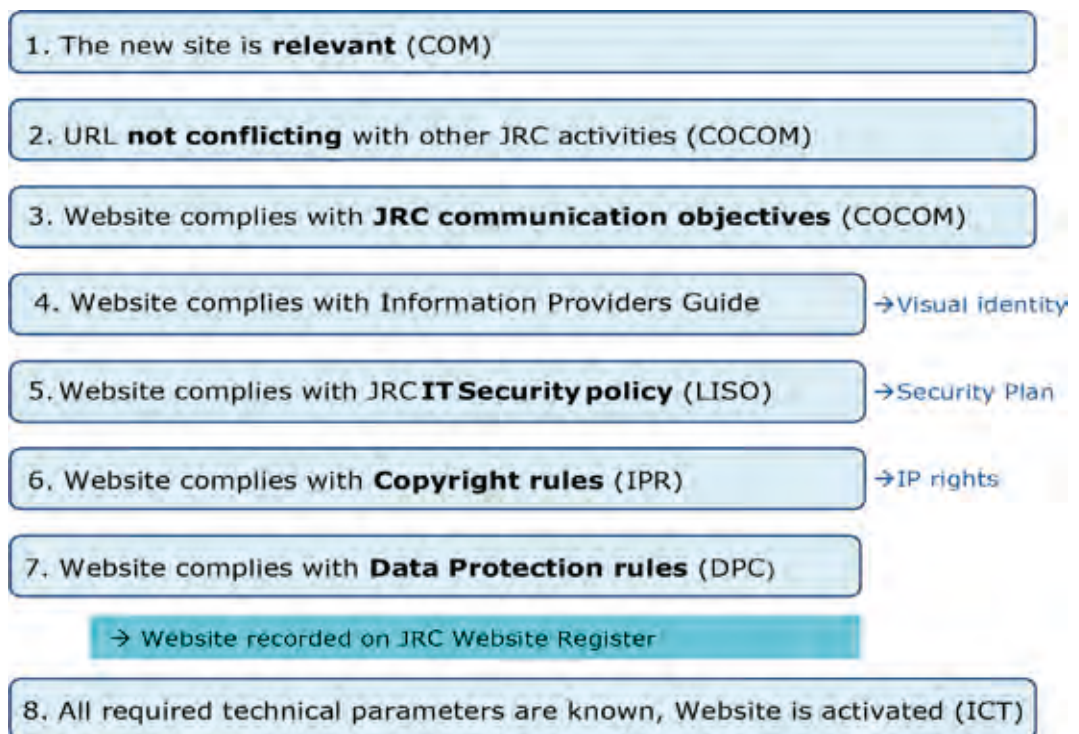 1. The new site is relevant (COM)
2. URL not conflicting with other JRC activities (COCOM)
3. Website complies with JRC communication objectives (COCOM)
4. Website complies with Information Providers Guide →Visual identity
5. Website complies with JRC IT Security policy (LISO) →Security Plan
6. Website complies with Copyright rules (IPR) →IP rights
7. Website complies with Data Protection rules (DPC)
→ Website recorded on JRC Website Register
8. All required technical parameters are known, Website is activated (ICT)